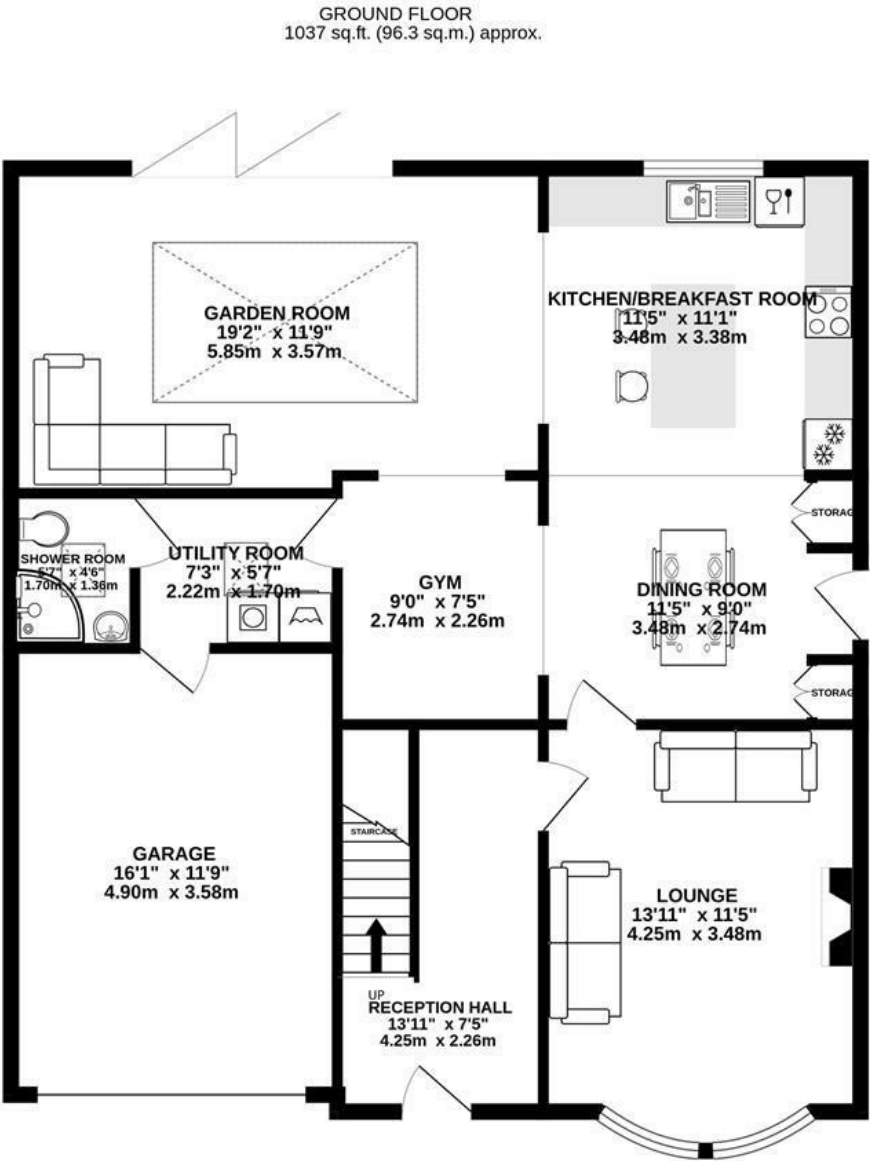 GROUND FLOOR
1037 sq.ft. (96.3 sq.m.) approx.
GARDEN ROOM
19'2" x 11'9"
5.85m x 3.57m
KITCHEN/BREAKFAST ROOM
11'5" x 11'1"
3.48m x 3.38m
STORAG
SHOWER ROOM
5'7" x 4'6"
1.70m x 1.36m
UTILITY ROOM
7'3" x 5'7"
2.22m x 1.70m
GYM
9'0" x 7'5"
2.74m x 2.26m
DINING ROOM
11'5" x 9'0"
3.48m x 2.74m
STORAG
STAIRCASE
GARAGE
16'1" x 11'9"
4.90m x 3.58m
LOUNGE
13'11" x 11'5"
4.25m x 3.48m
UP
RECEPTION HALL
13'11" x 7'5"
4.25m x 2.26m